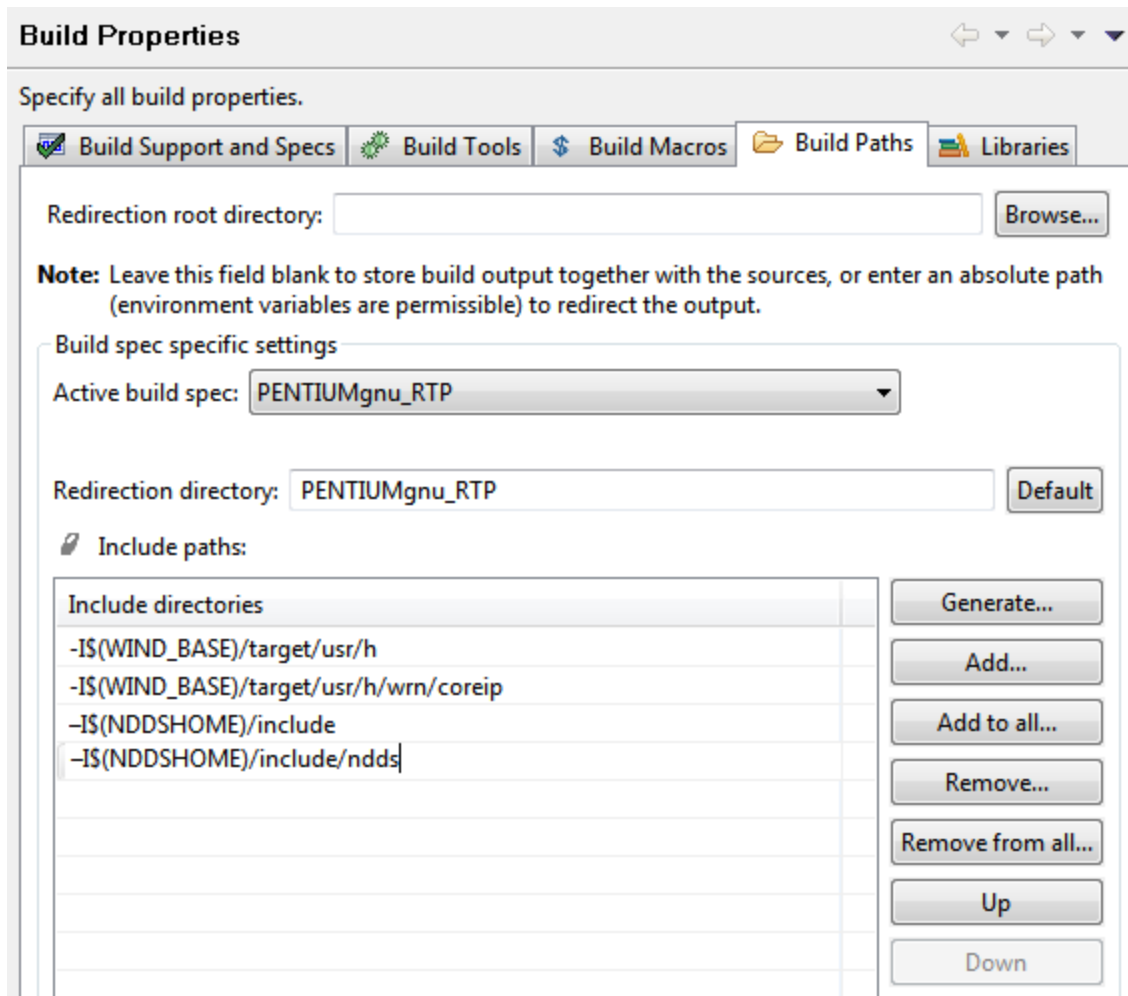 Build Properties
Specify all build properties.
Build Support and Specs Build Tools Build Macros Build Paths Libraries
Redirection root directory: Browse...
Note: Leave this field blank to store build output together with the sources, or enter an absolute path
(environment variables are permissible) to redirect the output.
Build spec specific settings
Active build spec: PENTIUMgnu_RTP
Redirection directory: PENTIUMgnu_RTP Default
Include paths:
Include directories Generate...
-I$(WIND_BASE)/target/usr/h
Add...
-I$(WIND_BASE)/target/usr/h/wrn/coreip
–I$(NDDSHOME)/include Add to all...
–I$(NDDSHOME)/include/ndds
Remove...
Remove from all...
Up
Down